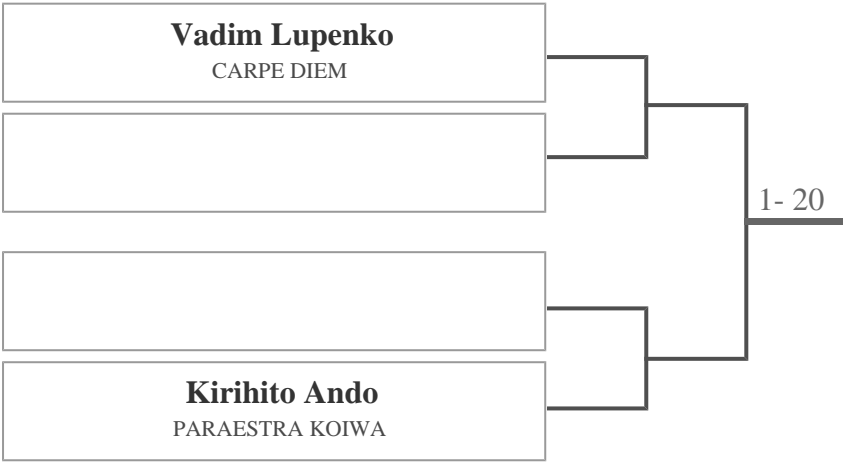 Vadim Lupenko
CARPE DIEM
1- 20
Kirihito Ando
PARAESTRA KOIWA